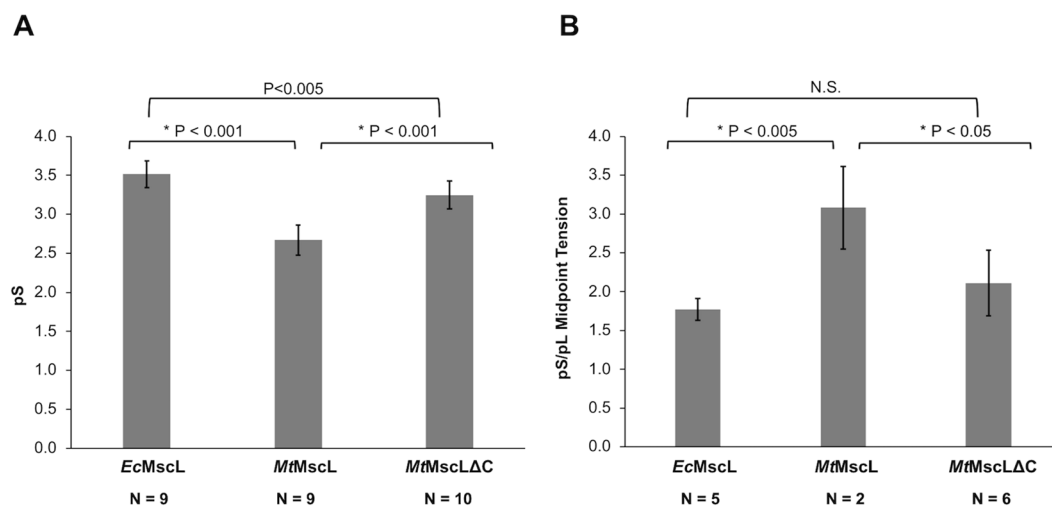 A
P<0.005
* P < 0.001
* P < 0.001
4.0
3.5
3.0
2.5
2.0
1.5
1.0
0.5
0.0
pS
EcMscL
MtMscL
MtMscLΔC
N = 9
N = 9
N = 10
B
N.S.
* P < 0.005
* P < 0.05
4.0
3.5
3.0
2.5
2.0
1.5
1.0
0.5
0.0
pS/pL Midpoint Tension
EcMscL
MtMscL
MtMscLΔC
N = 5
N = 2
N = 6